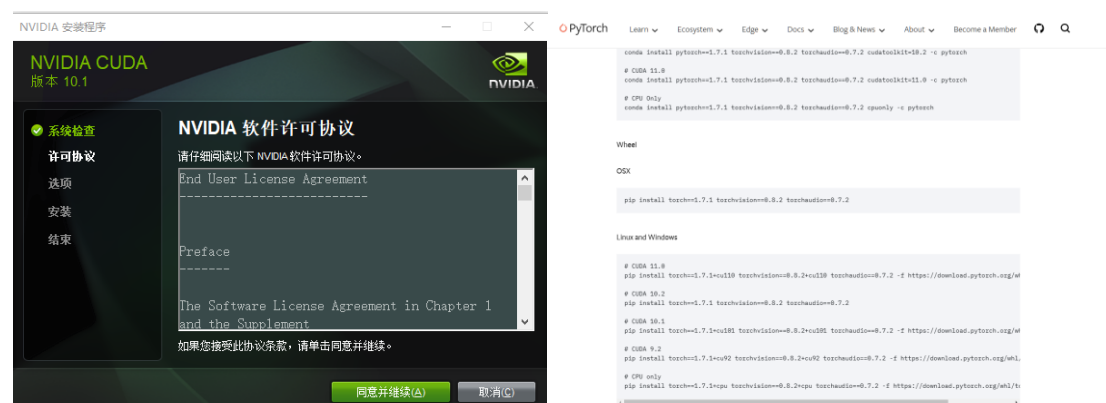 NVIDIA 安装程序
NVIDIA CUDA
版本 10.1
NVIDIA.
系统检查
许可协议
选项
安装
结束
NVIDIA 软件许可协议
请仔细阅读以下 NVIDIA 软件许可协议。
End User License Agreement
--------------------------
Preface
-------
The Software License Agreement in Chapter 1
and the Supplement
如果您接受此协议条款，请单击同意并继续。
同意并继续(A)
取消(C)
PyTorch
Learn
Ecosystem
Edge
Docs
Blog & News
About
Become a Member
conda install pytorch==1.7.1 torchvision==0.8.2 torchaudio==0.7.2 cudatoolkit=10.2 -c pytorch
# CUDA 11.0
conda install pytorch==1.7.1 torchvision==0.8.2 torchaudio==0.7.2 cudatoolkit=11.0 -c pytorch
# CPU Only
conda install pytorch==1.7.1 torchvision==0.8.2 torchaudio==0.7.2 cpuonly -c pytorch
Wheel
OSX
pip install torch==1.7.1 torchvision==0.8.2 torchaudio==0.7.2
Linux and Windows
# CUDA 11.0
pip install torch==1.7.1+cu110 torchvision==0.8.2+cu110 torchaudio==0.7.2 -f https://download.pytorch.org/wh
# CUDA 10.2
pip install torch==1.7.1 torchvision==0.8.2 torchaudio==0.7.2
# CUDA 10.1
pip install torch==1.7.1+cu101 torchvision==0.8.2+cu101 torchaudio==0.7.2 -f https://download.pytorch.org/wh
# CUDA 9.2
pip install torch==1.7.1+cu92 torchvision==0.8.2+cu92 torchaudio==0.7.2 -f https://download.pytorch.org/whl/
# CPU only
pip install torch==1.7.1+cpu torchvision==0.8.2+cpu torchaudio==0.7.2 -f https://download.pytorch.org/whl/to